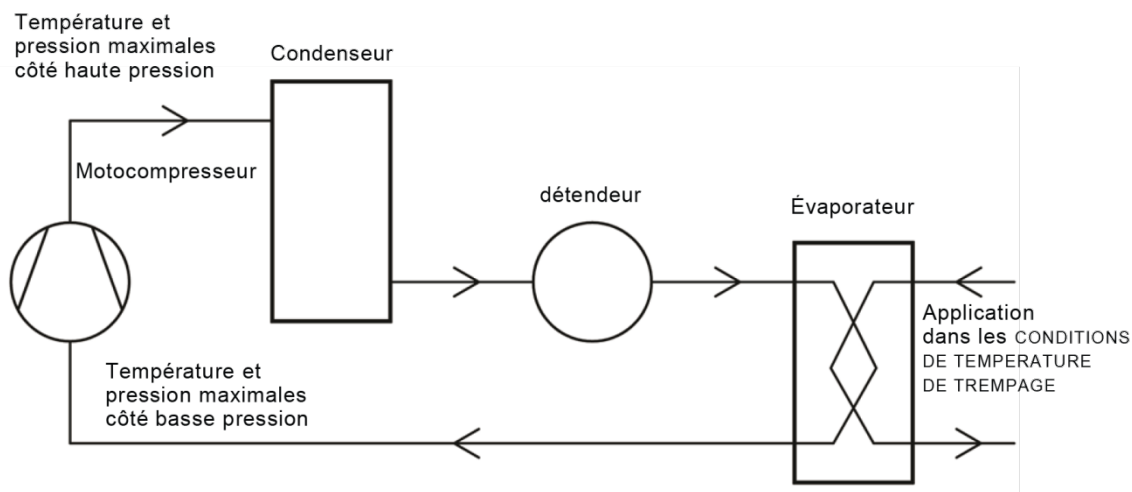 Température et
pression maximales
côté haute pression
Condenseur
Motocompresseur
détendeur
Évaporateur
Application
dans les CONDITIONS
DE TEMPERATURE
DE TREMPAGE
Température et
pression maximales
côté basse pression